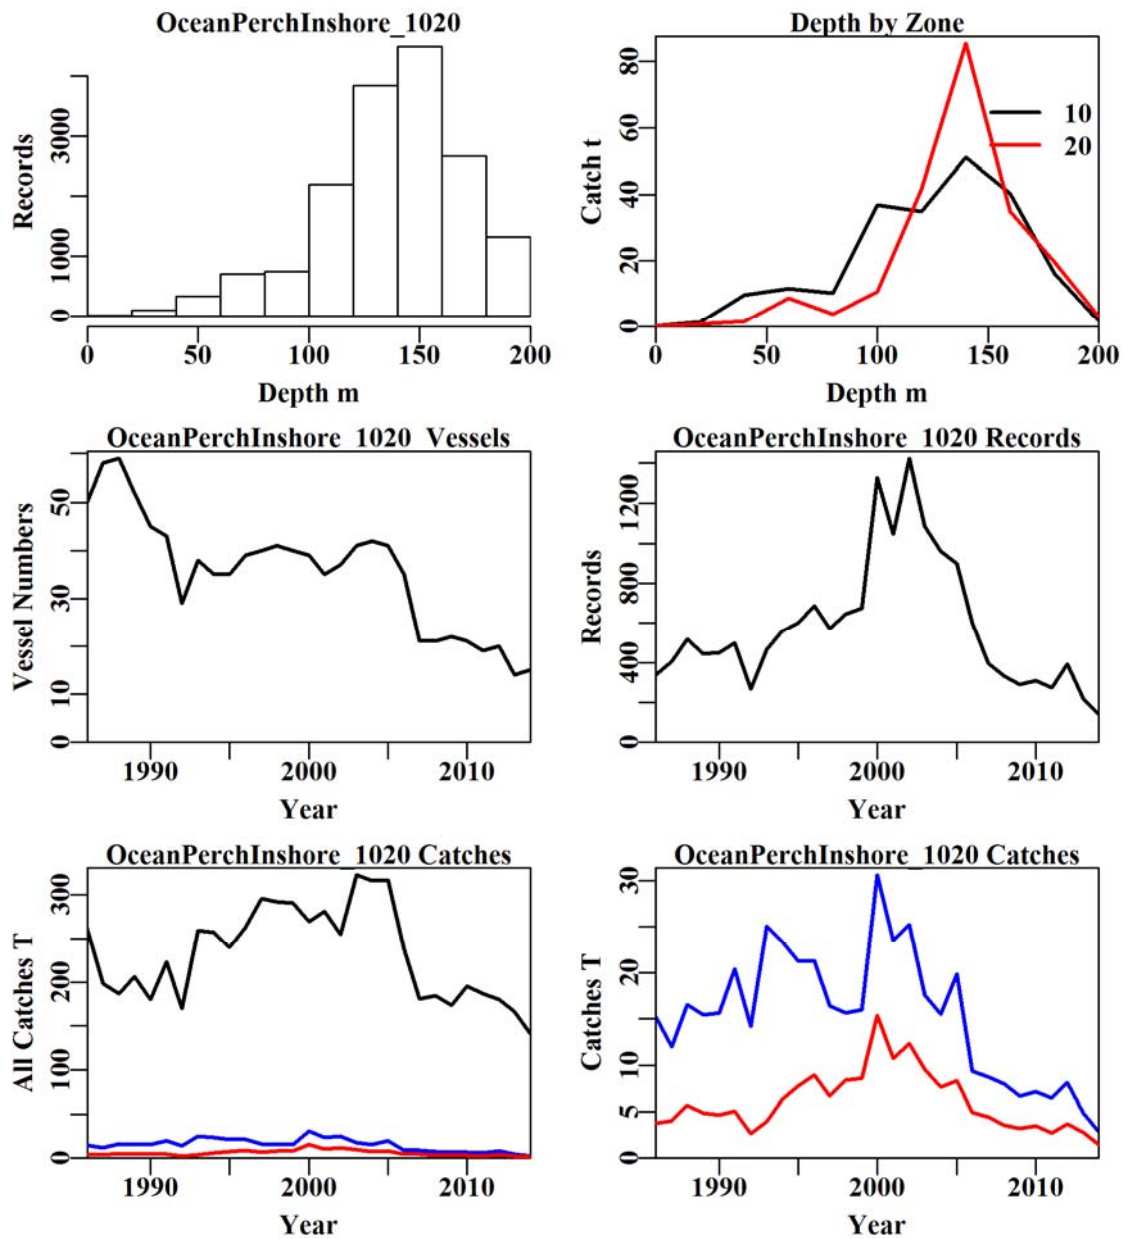 OceanPerchInshore_1020
Records
0 1000 3000
0 50 100 150 200
Depth m
Depth by Zone
Catch t
0 20 40 60 80
10
20
0 50 100 150 200
Depth m
OceanPerchInshore_1020_Vessels
Vessel Numbers
0 10 30 50
1990 2000 2010
Year
OceanPerchInshore_1020 Records
Records
0 400 800 1200
1990 2000 2010
Year
OceanPerchInshore_1020 Catches
All Catches T
0 100 200 300
1990 2000 2010
Year
OceanPerchInshore_1020 Catches
Catches T
0 5 10 20 30
1990 2000 2010
Year